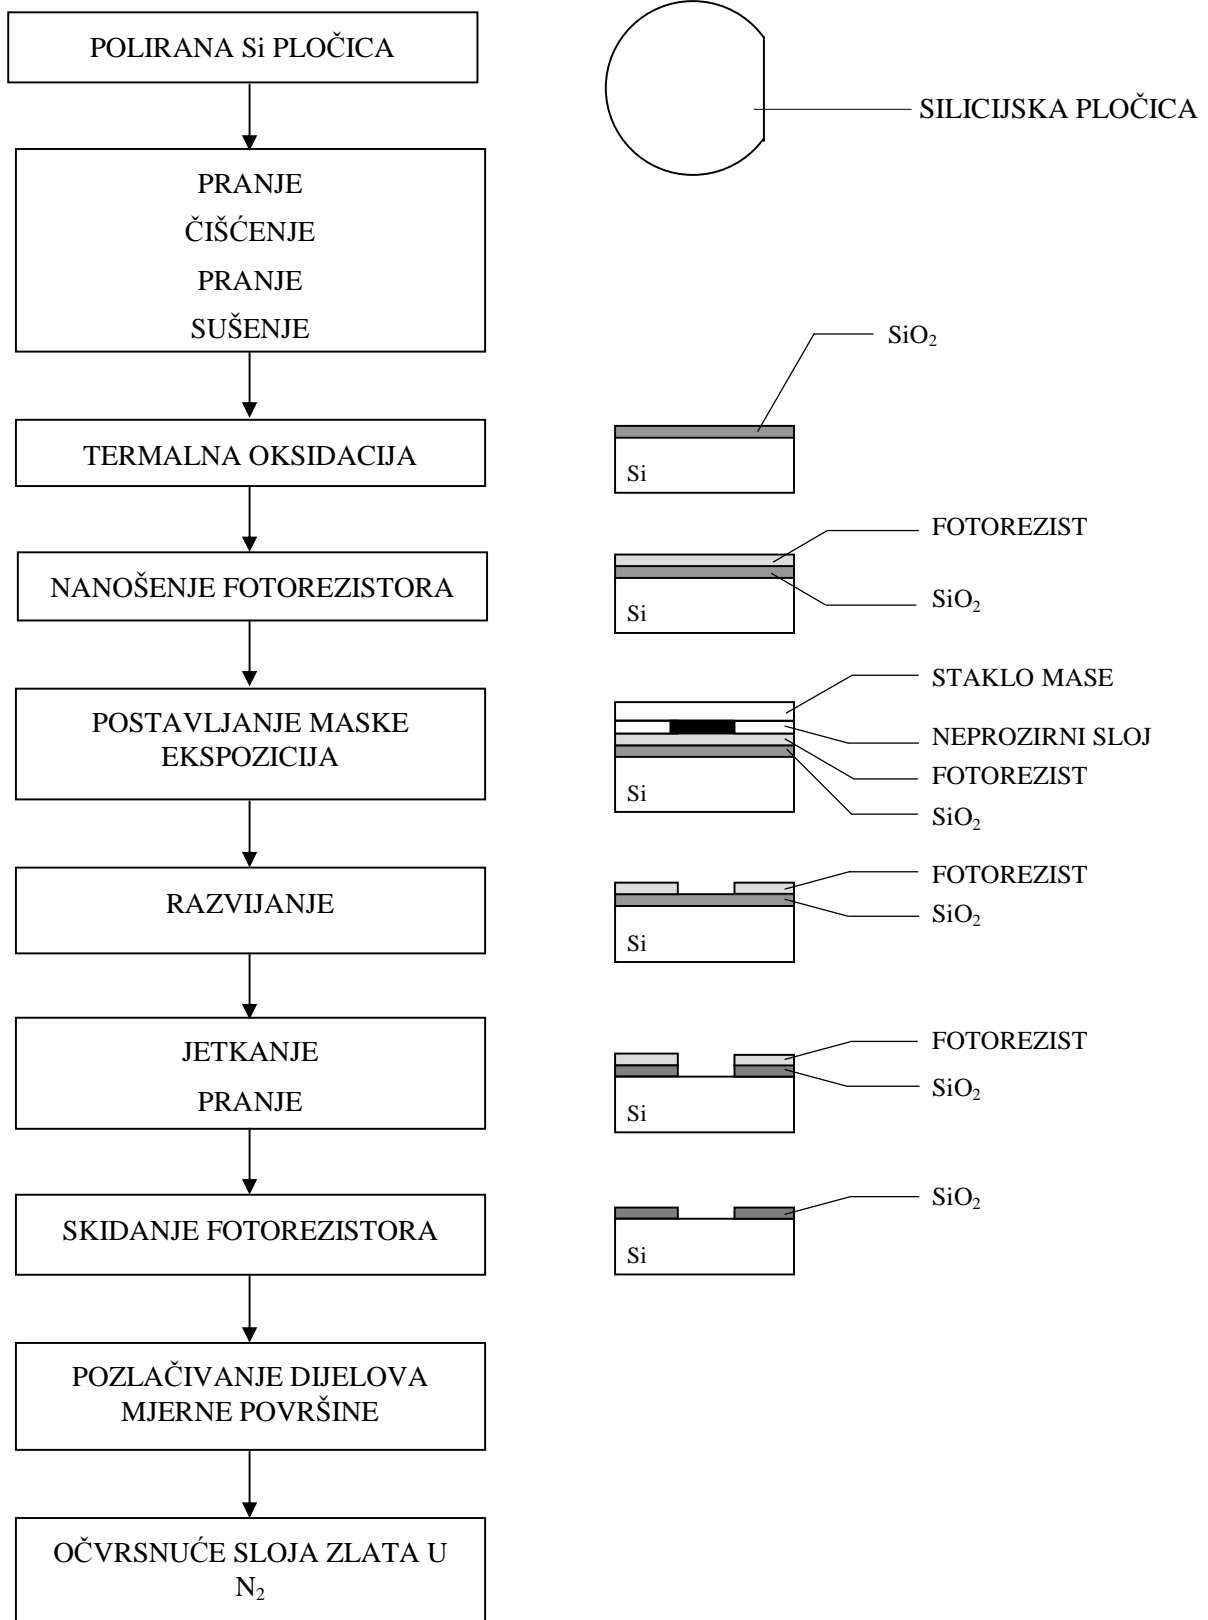 POLIRANA Si PLOČICA
SILICIJSKA PLOČICA
PRANJE
ČIŠĆENJE
PRANJE
SUŠENJE
SiO₂
TERMALNA OKSIDACIJA
Si
FOTOREZIST
NANOŠENJE FOTOREZISTORA
SiO₂
Si
STAKLO MASE
POSTAVLJANJE MASKE
EKSPOZICIJA
NEPROZIRNI SLOJ
FOTOREZIST
Si
SiO₂
RAZVIJANJE
FOTOREZIST
SiO₂
Si
JETKANJE
PRANJE
FOTOREZIST
SiO₂
Si
SKIDANJE FOTOREZISTORA
SiO₂
Si
POZLAČIVANJE DIJELOVA
MJERNE POVRŠINE
OČVRSNUĆE SLOJA ZLATA U
N₂